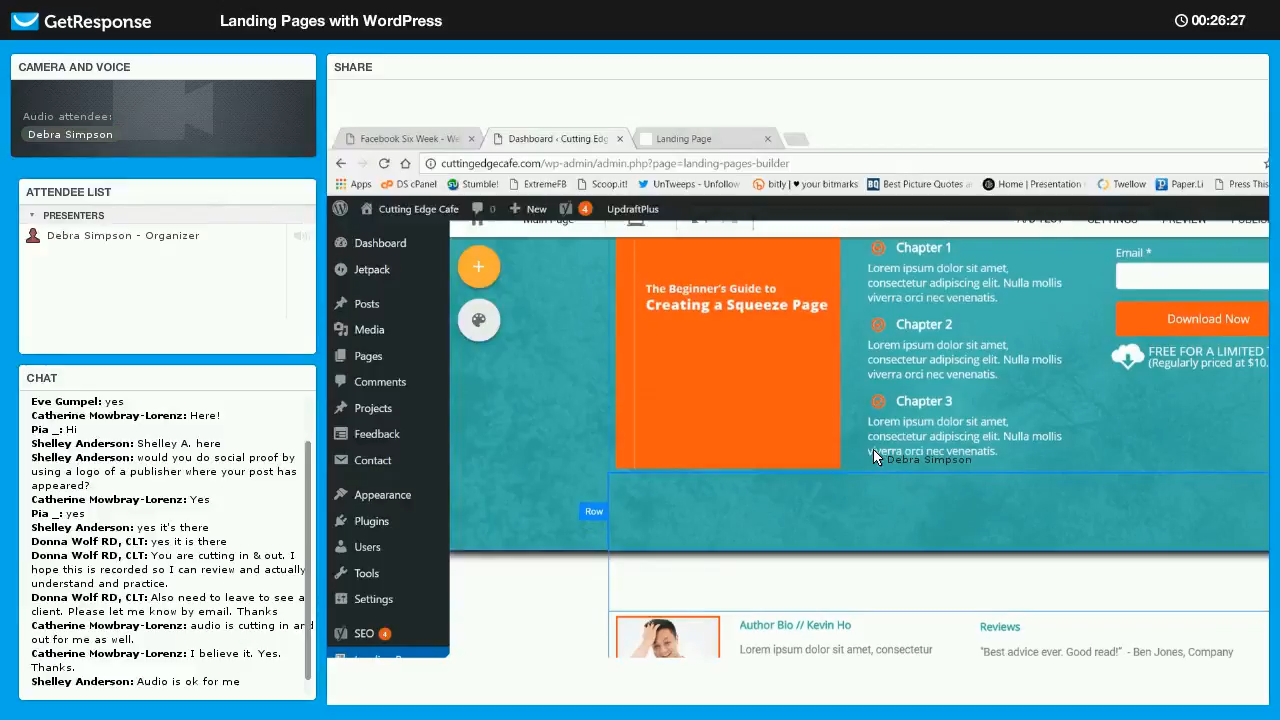 GetResponse
Landing Pages with WordPress
00:26:27
CAMERA AND VOICE
Audio attendee:
Debra Simpson
ATTENDEE LIST
PRESENTERS
Debra Simpson - Organizer
CHAT
Eve Gumpel: yes
Catherine Mowbray-Lorenz: Here!
Pia _: Hi
Shelley Anderson: Shelley A. here
Shelley Anderson: would you do social proof by
using a logo of a publisher where your post has
appeared?
Catherine Mowbray-Lorenz: Yes
Pia _: yes
Shelley Anderson: yes it's there
Donna Wolf RD, CLT: yes it is there
Donna Wolf RD, CLT: You are cutting in & out. I
hope this is recorded so I can review and actually
understand and practice.
Donna Wolf RD, CLT: Also need to leave to see a
client. Please let me know by email. Thanks
Catherine Mowbray-Lorenz: audio is cutting in and
out for me as well.
Catherine Mowbray-Lorenz: I believe it. Yes.
Thanks.
Shelley Anderson: Audio is ok for me
SHARE
Facebook Six Week - We
Dashboard ‹ Cutting Edg
Landing Page
cuttingedgecafe.com/wp-admin/admin.php?page=landing-pages-builder
Apps
DS cPanel
Stumble!
ExtremeFB
Scoop.it!
UnTweeps - Unfollow
bitly | ♥ your bitmarks
Best Picture Quotes a
Home | Presentation
Twellow
Paper.Li
Press This
Cutting Edge Cafe
0
New
4
UpdraftPlus
Dashboard
Jetpack
Posts
Media
Pages
Comments
Projects
Feedback
Contact
Appearance
Plugins
Users
Tools
Settings
SEO 4
The Beginner's Guide to
Creating a Squeeze Page
Chapter 1
Lorem ipsum dolor sit amet,
consectetur adipiscing elit. Nulla mollis
viverra orci nec venenatis.
Chapter 2
Lorem ipsum dolor sit amet,
consectetur adipiscing elit. Nulla mollis
viverra orci nec venenatis.
Chapter 3
Lorem ipsum dolor sit amet,
consectetur adipiscing elit. Nulla mollis
viverra orci nec venenatis.
Debra Simpson
Email *
Download Now
FREE FOR A LIMITED T
(Regularly priced at $10.
Row
Author Bio // Kevin Ho
Lorem ipsum dolor sit amet, consectetur
Reviews
"Best advice ever. Good read!" - Ben Jones, Company